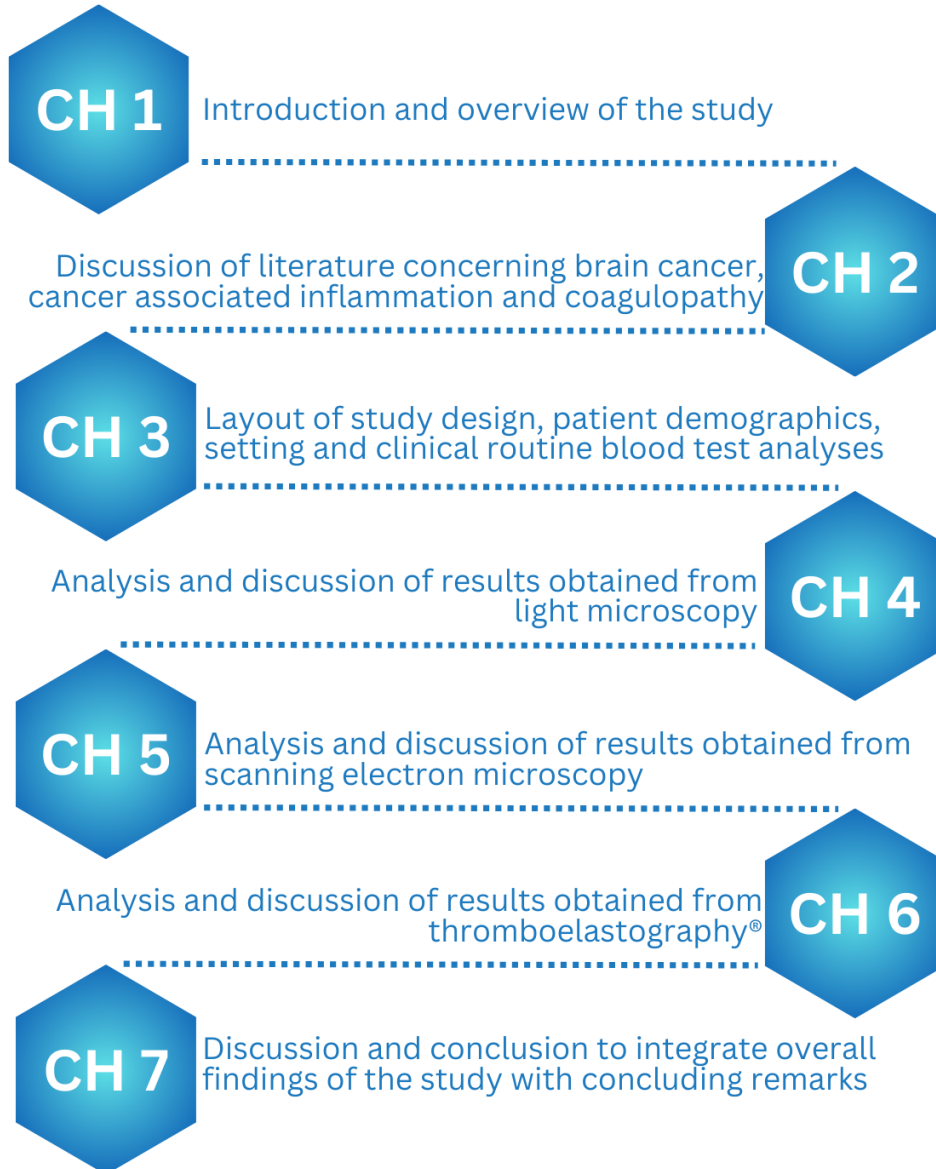 CH 1
Introduction and overview of the study
CH 2
Discussion of literature concerning brain cancer,
cancer associated inflammation and coagulopathy
CH 3
Layout of study design, patient demographics,
setting and clinical routine blood test analyses
CH 4
Analysis and discussion of results obtained from
light microscopy
CH 5
Analysis and discussion of results obtained from
scanning electron microscopy
CH 6
Analysis and discussion of results obtained from
thromboelastography®
CH 7
Discussion and conclusion to integrate overall
findings of the study with concluding remarks